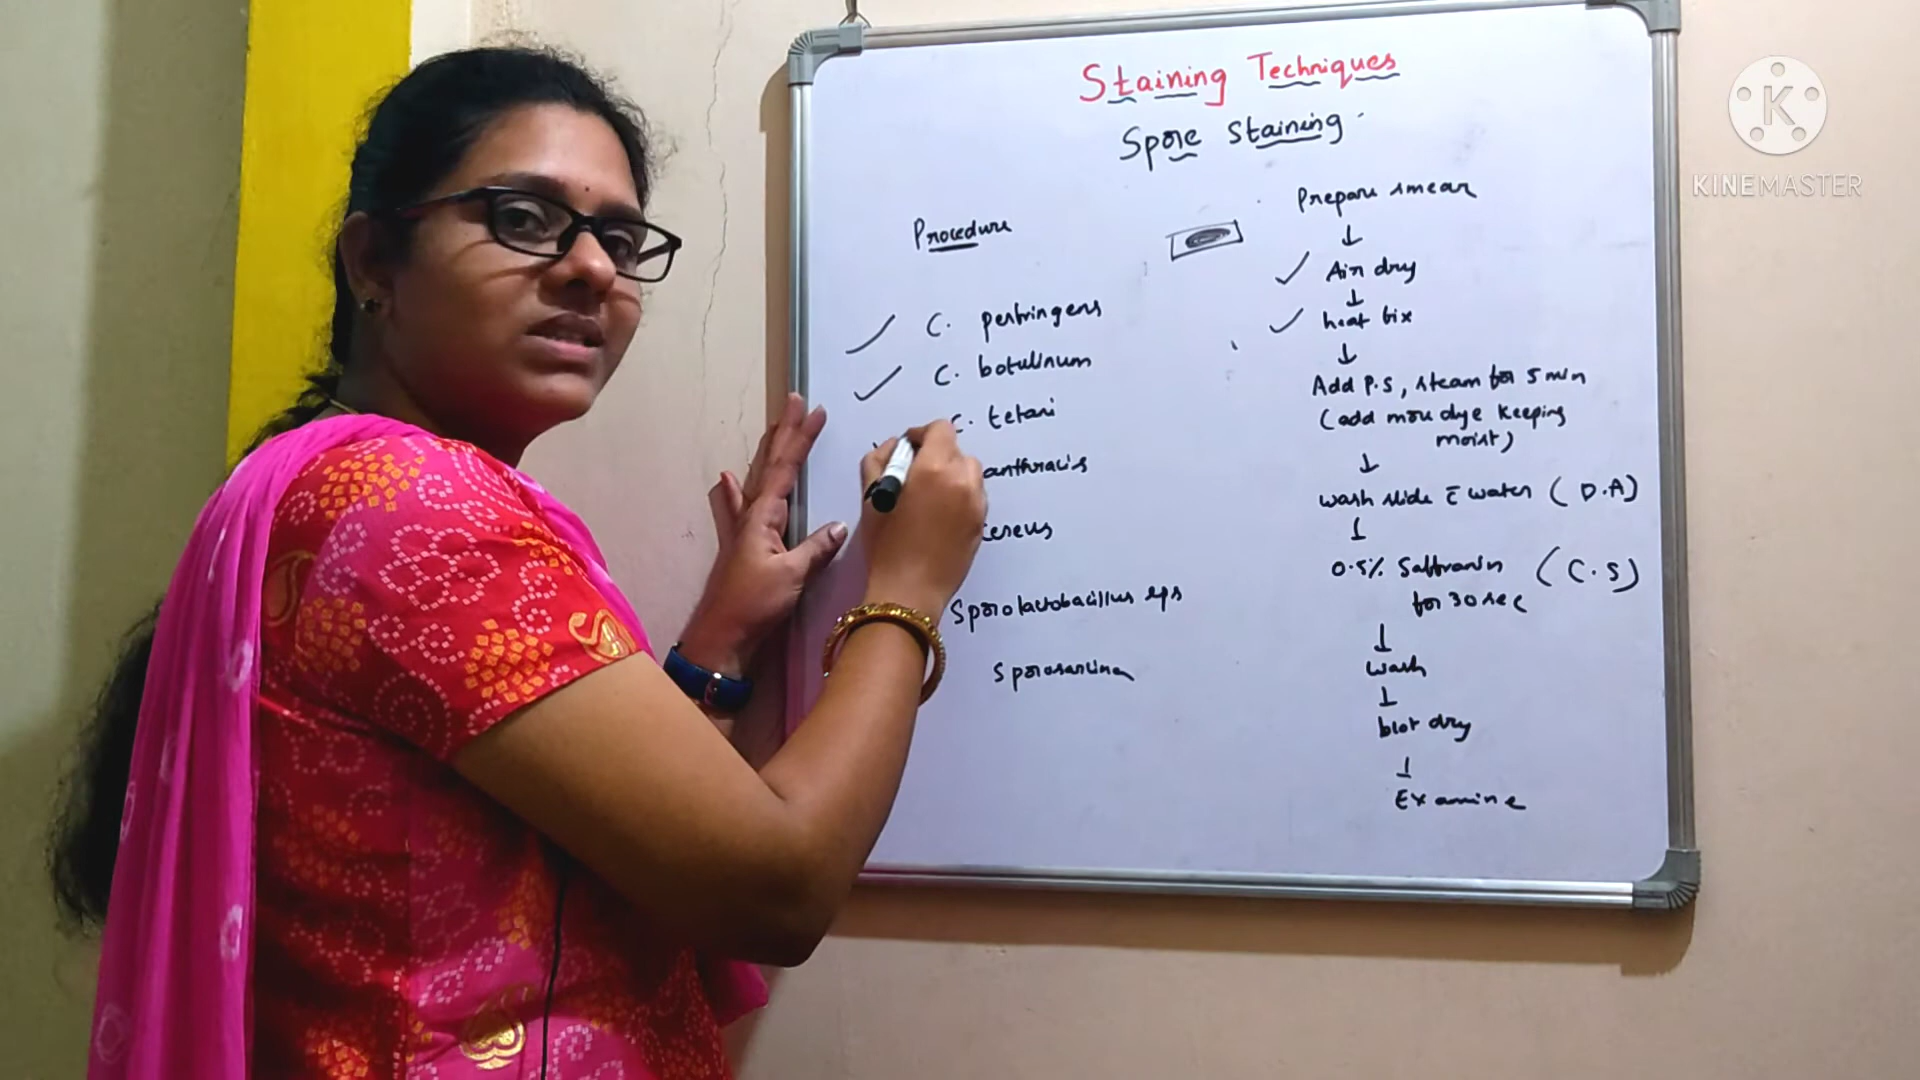 Staining Techniques
Spore staining
Procedure
C. perfringens
C. botulinum
C. tetani
anthracis
cereus
Sporolactobacillus sps
Sporosarcina
Prepare smear
↓
Air dry
↓
heat fix
↓
Add P.S, steam for 5 min
(add more dye keeping
moist)
↓
wash slide c̄ water (D.A)
↓
0.5% Saffranin (C.S)
for 30 sec
↓
wash
↓
blot dry
↓
Examine
K
KINEMASTER